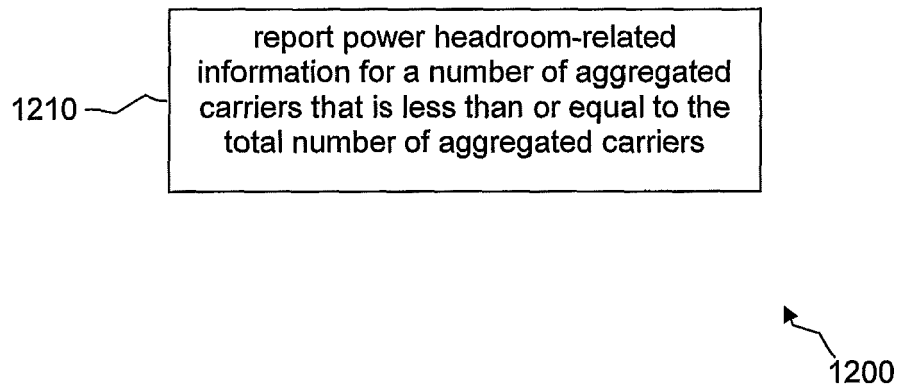 report power headroom-related
information for a number of aggregated
carriers that is less than or equal to the
total number of aggregated carriers
1210
1200